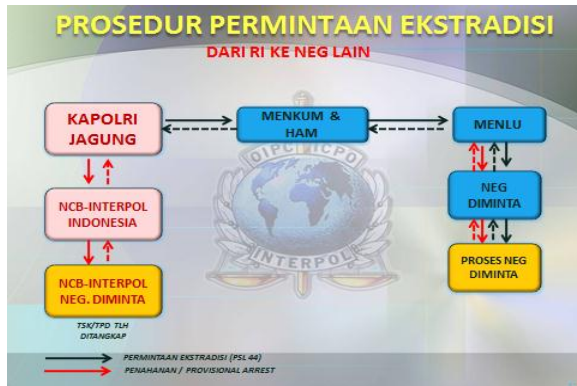 PROSEDUR PERMINTAAN EKSTRADISI
DARI RI KE NEG LAIN
KAPOLRI
JAGUNG
MENKUM &
HAM
MENLU
OIPC ICPO
INTERPOL
NCB-INTERPOL
INDONESIA
NEG
DIMINTA
NCB-INTERPOL
NEG. DIMINTA
PROSES NEG
DIMINTA
TSK/TPD TLH
DITANGKAP
PERMINTAAN EKSTRADISI (PSL 44)
PENAHANAN / PROVISIONAL ARREST